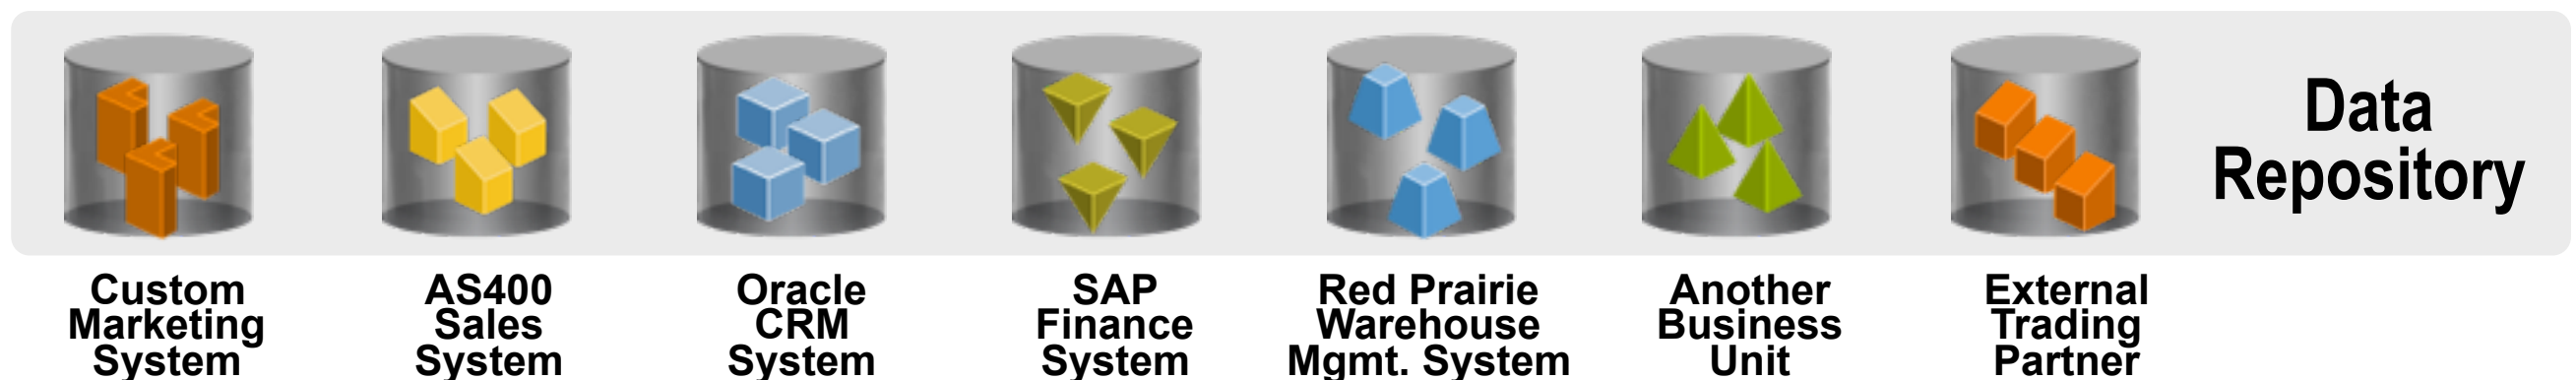 Data
Repository
Custom
Marketing
System
AS400
Sales
System
Oracle
CRM
System
SAP
Finance
System
Red Prairie
Warehouse
Mgmt. System
Another
Business
Unit
External
Trading
Partner